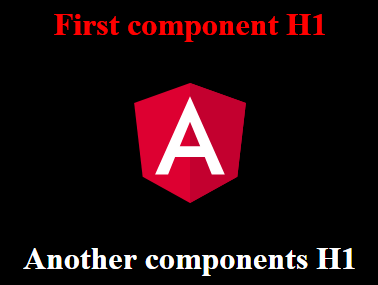 First component H1
A
Another components H1